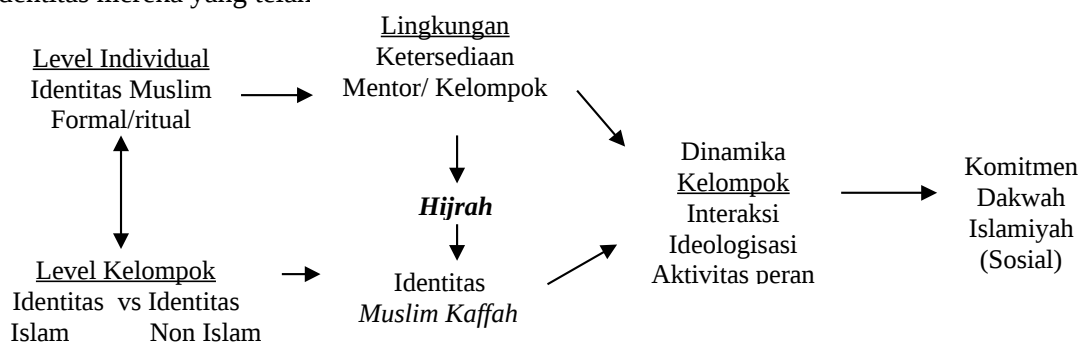 identitas mereka yang telah
Level Individual
Identitas Muslim
Formal/ritual
Level Kelompok
Identitas vs Identitas
Islam Non Islam
Lingkungan
Ketersediaan
Mentor/ Kelompok
Hijrah
Identitas
Muslim Kaffah
Dinamika
Kelompok
Interaksi
Ideologisasi
Aktivitas peran
Komitmen
Dakwah
Islamiyah
(Sosial)